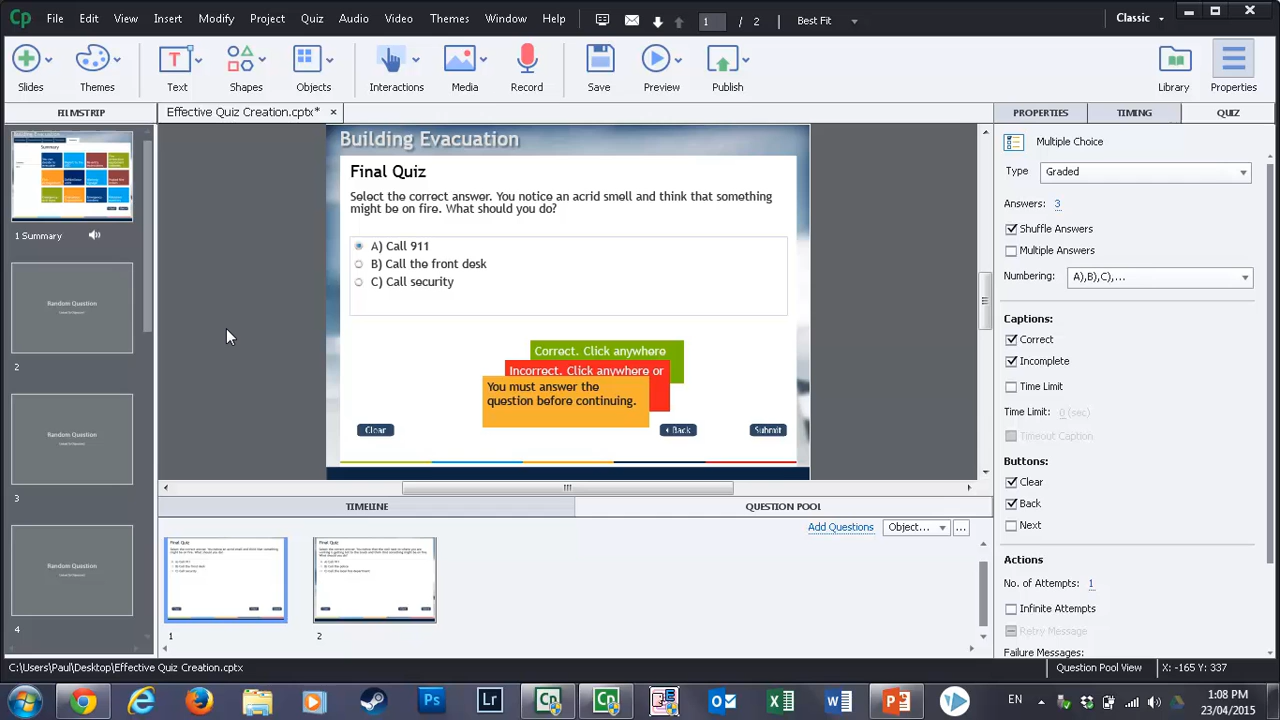 Cp File Edit Insert Modify Project Quiz Audio Video Themes Window Help 1 / 2 Best Fit Classic
Slides Themes Text Shapes Objects Interactions Media Record Save Preview Publish Library Properties
FILMSTRIP
Effective Quiz Creation.cptx*
PROPERTIES TIMING QUIZ
Summary
1 Summary
Random Question
2
Random Question
3
Random Question
4
Building Evacuation
Final Quiz
Select the correct answer. You notice an acrid smell and think that something
might be on fire. What should you do?
A) Call 911
B) Call the front desk
C) Call security
Correct. Click anywhere
Incorrect. Click anywhere or
You must answer the
question before continuing.
Clear
Back
Submit
TIMELINE QUESTION POOL
Add Questions Object... ...
Final Quiz
Final Quiz
1
2
Multiple Choice
Type Graded
Answers: 3
Shuffle Answers
Multiple Answers
Numbering: A),B),C),...
Captions:
Correct
Incomplete
Time Limit
Time Limit: 0 (sec)
Timeout Caption
Buttons:
Clear
Back
Next
Actions
No. of Attempts: 1
Infinite Attempts
Retry Message
Failure Messages:
C:\Users\Paul\Desktop\Effective Quiz Creation.cptx
Question Pool View
X: -165 Y: 337
Ps Lr Cp Cp EN
1:08 PM
23/04/2015